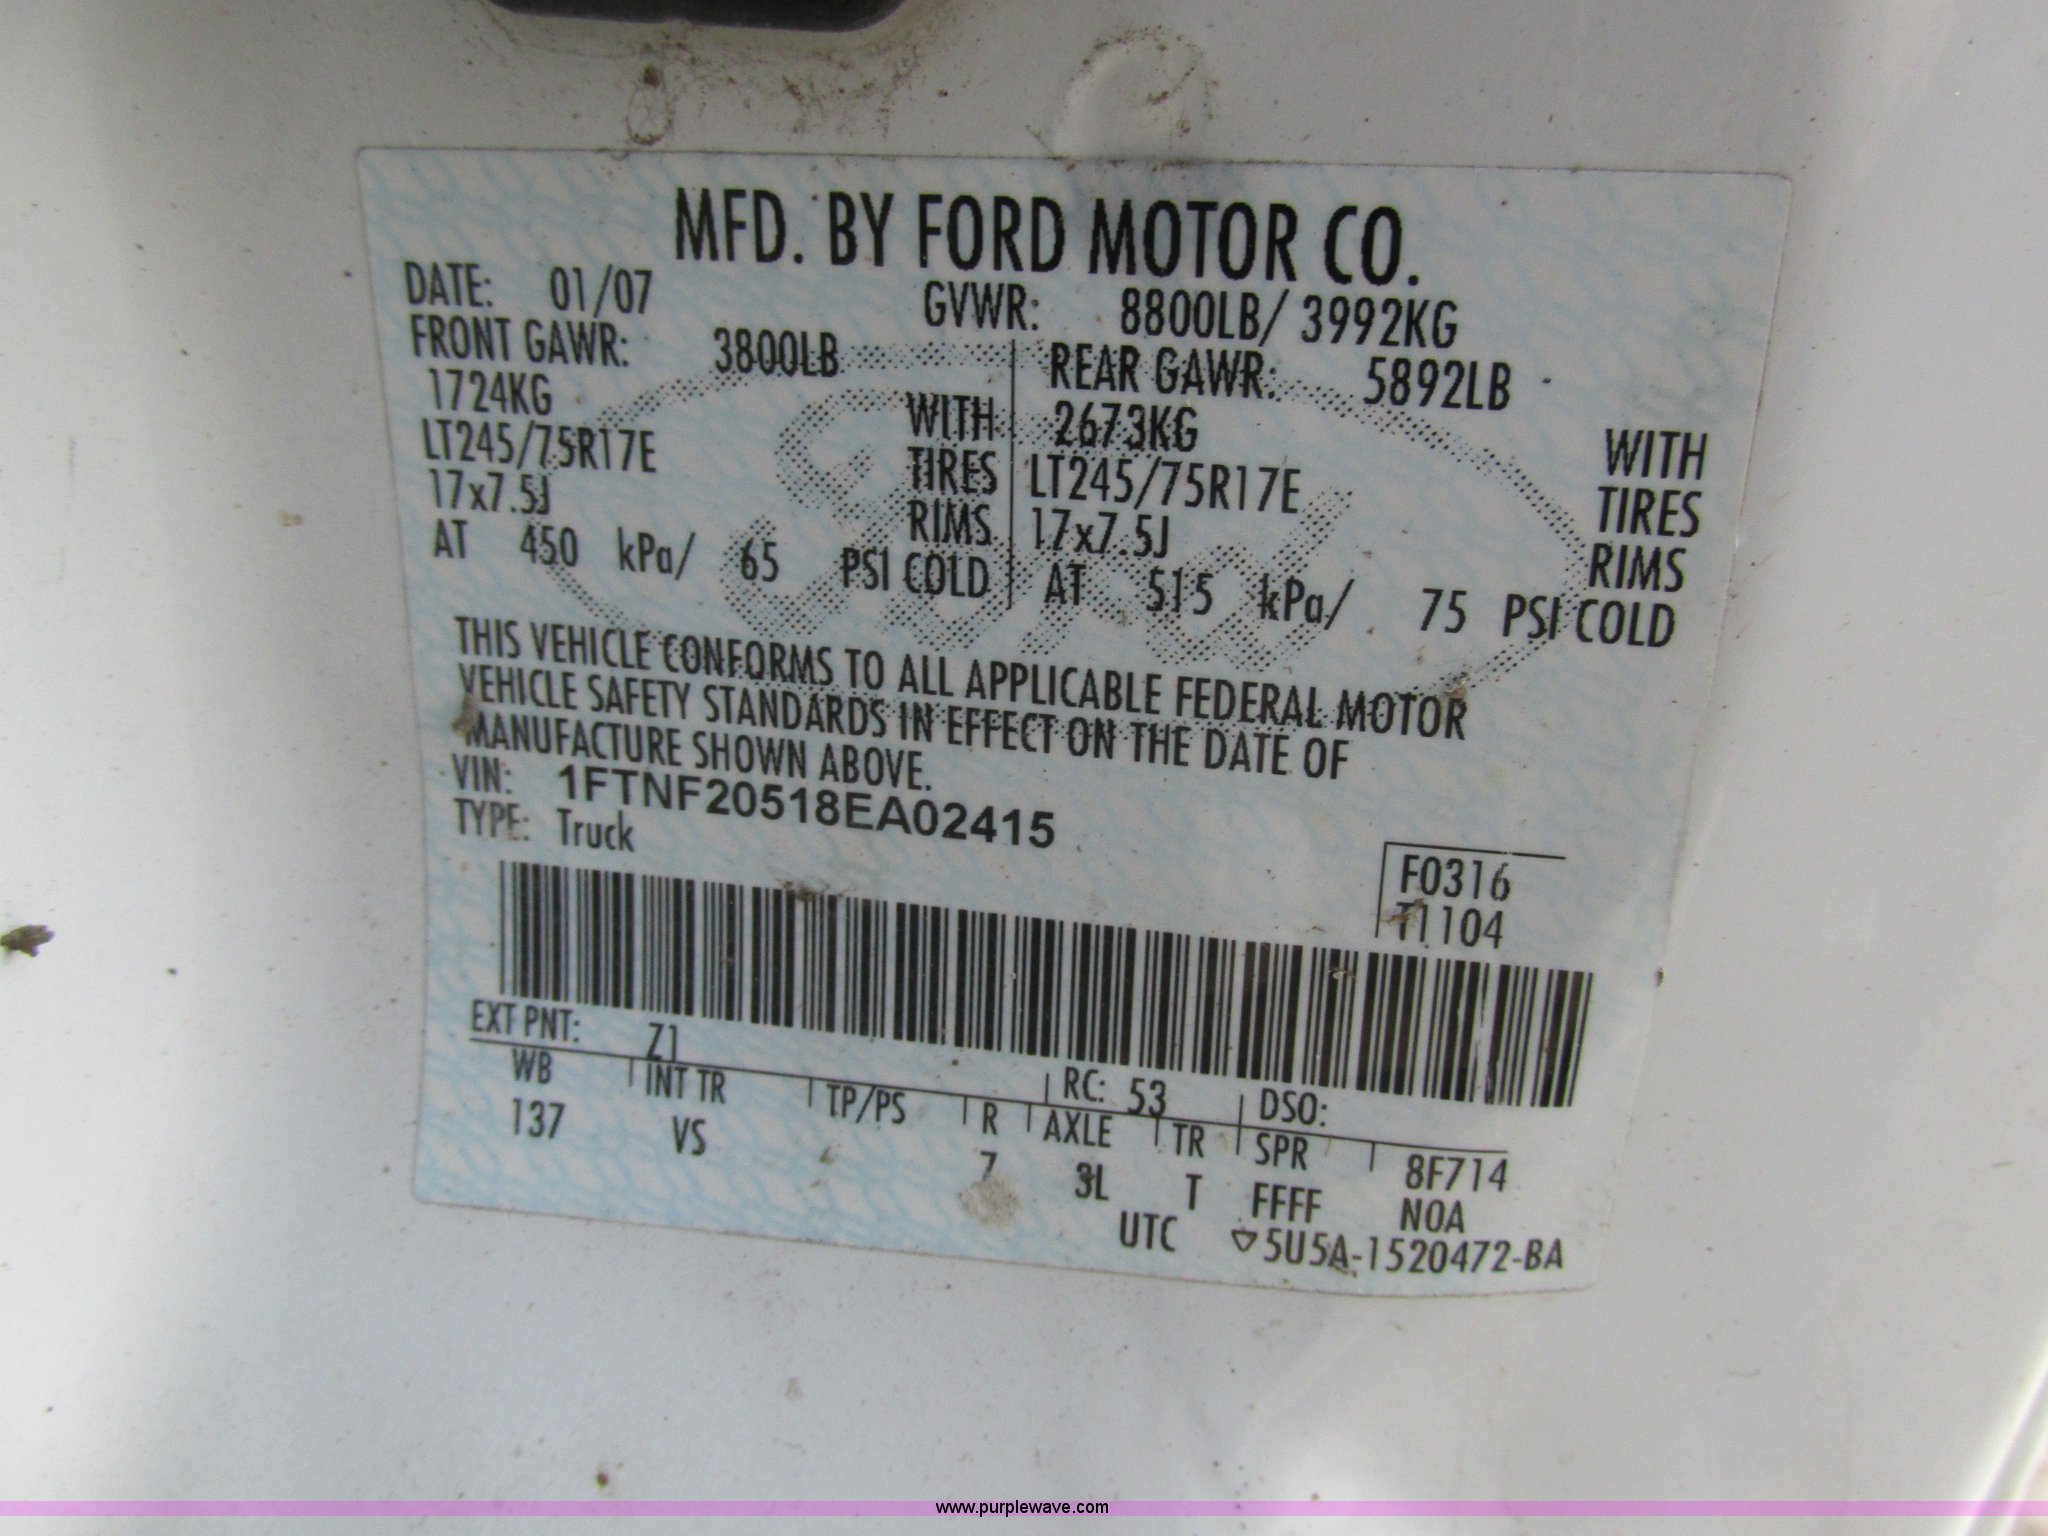 MFD. BY FORD MOTOR CO.
DATE: 01/07 GVWR: 8800LB/ 3992KG
FRONT GAWR: 3800LB REAR GAWR: 5892LB
1724KG WITH 2673KG WITH
LT245/75R17E TIRES LT245/75R17E TIRES
17x7.5J RIMS 17x7.5J RIMS
AT 450 kPa/ 65 PSI COLD AT 515 kPa/ 75 PSI COLD
THIS VEHICLE CONFORMS TO ALL APPLICABLE FEDERAL MOTOR
VEHICLE SAFETY STANDARDS IN EFFECT ON THE DATE OF
MANUFACTURE SHOWN ABOVE.
VIN: 1FTNF20518EA02415
TYPE: Truck
F0316
T1104
EXT PNT: Z1 RC: 53 DSO:
WB INT TR TP/PS R AXLE TR SPR 8F714
137 VS 7 3L T FFFF NOA
UTC ▽5U5A-1520472-BA
Ford
www.purplewave.com